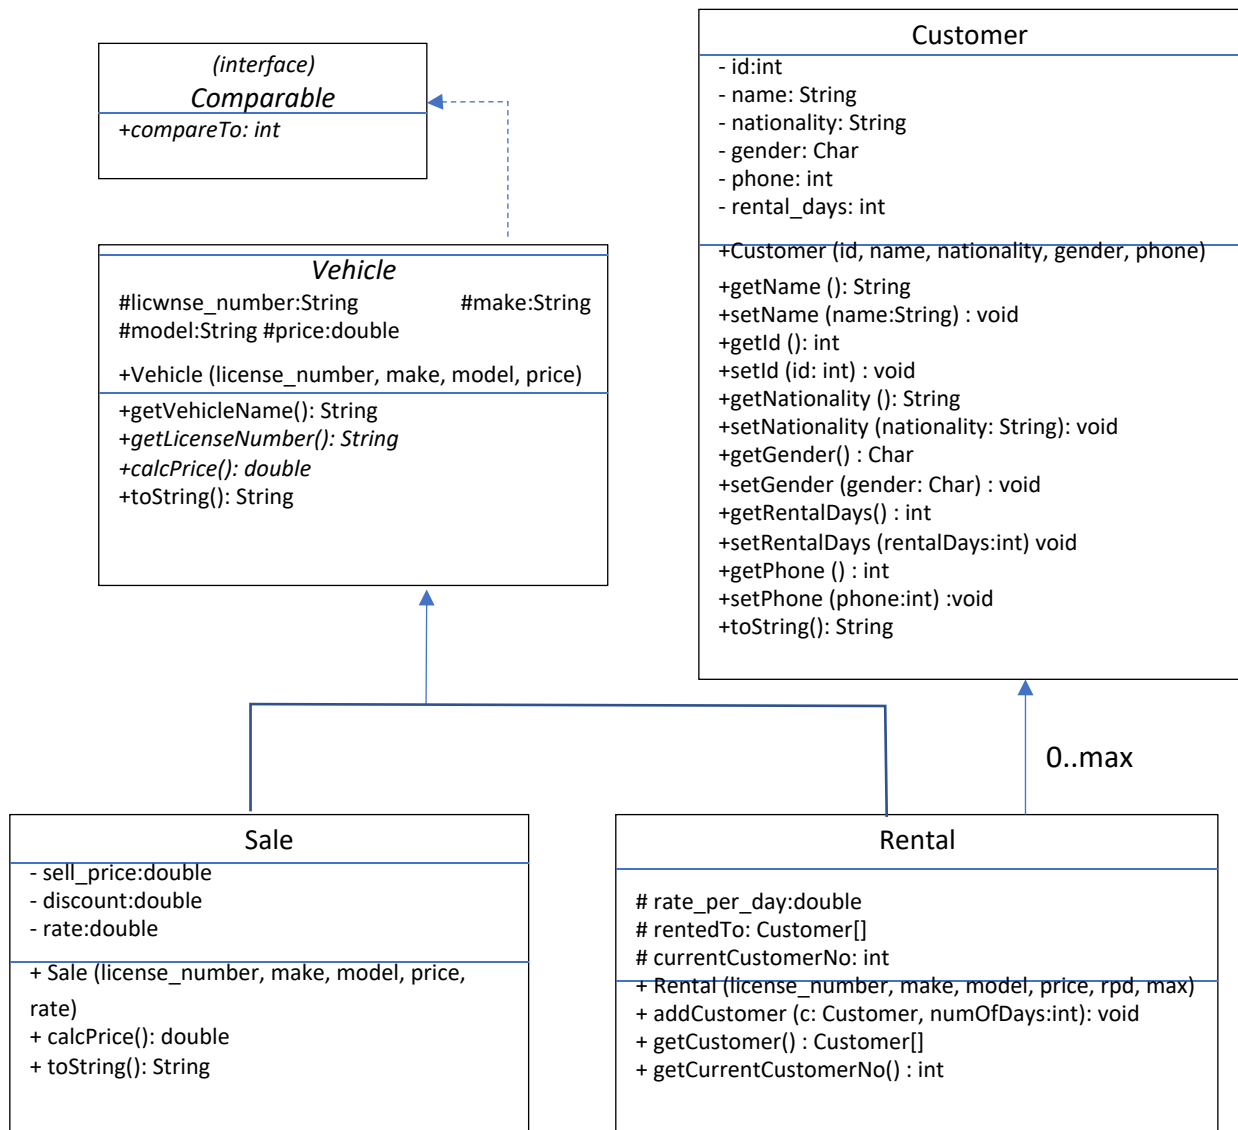 (interface)
Comparable
+compareTo: int
Vehicle
#licwnse_number:String #make:String
#model:String #price:double
+Vehicle (license_number, make, model, price)
+getVehicleName(): String
+getLicenseNumber(): String
+calcPrice(): double
+toString(): String
Customer
- id:int
- name: String
- nationality: String
- gender: Char
- phone: int
- rental_days: int
+Customer (id, name, nationality, gender, phone)
+getName (): String
+setName (name:String) : void
+getId (): int
+setId (id: int) : void
+getNationality (): String
+setNationality (nationality: String): void
+getGender() : Char
+setGender (gender: Char) : void
+getRentalDays() : int
+setRentalDays (rentalDays:int) void
+getPhone () : int
+setPhone (phone:int) :void
+toString(): String
0..max
Sale
- sell_price:double
- discount:double
- rate:double
+ Sale (license_number, make, model, price,
rate)
+ calcPrice(): double
+ toString(): String
Rental
# rate_per_day:double
# rentedTo: Customer[]
# currentCustomerNo: int
+ Rental (license_number, make, model, price, rpd, max)
+ addCustomer (c: Customer, numOfDays:int): void
+ getCustomer() : Customer[]
+ getCurrentCustomerNo() : int